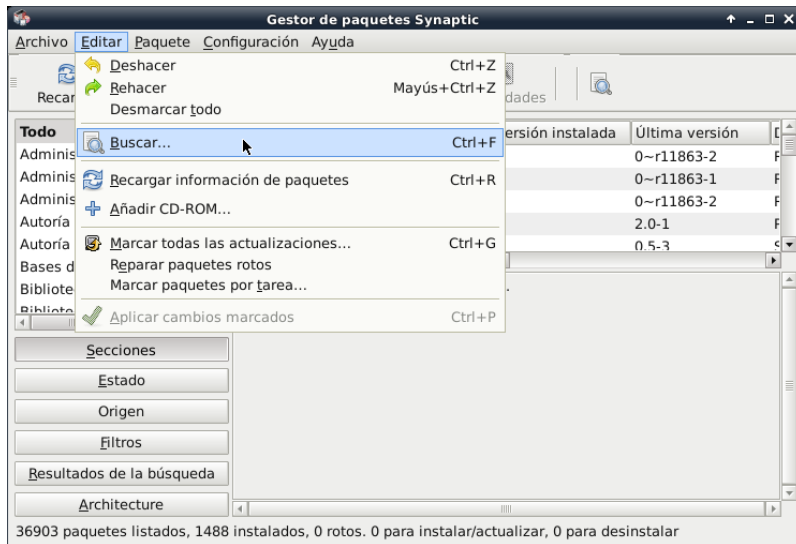 Gestor de paquetes Synaptic
Archivo Editar Paquete Configuración Ayuda
Deshacer Ctrl+Z
Rehacer Mayús+Ctrl+Z
Desmarcar todo
Buscar... Ctrl+F
Recargar información de paquetes Ctrl+R
Añadir CD-ROM...
Marcar todas las actualizaciones... Ctrl+G
Reparar paquetes rotos
Marcar paquetes por tarea...
Aplicar cambios marcados Ctrl+P
Recar
dades
Todo
Adminis
Adminis
Adminis
Autoría
Autoría
Bases d
Bibliote
Biblioto
ersión instalada Última versión
0~r11863-2
0~r11863-1
0~r11863-2
2.0-1
0.5-3
Secciones
Estado
Origen
Filtros
Resultados de la búsqueda
Architecture
36903 paquetes listados, 1488 instalados, 0 rotos. 0 para instalar/actualizar, 0 para desinstalar